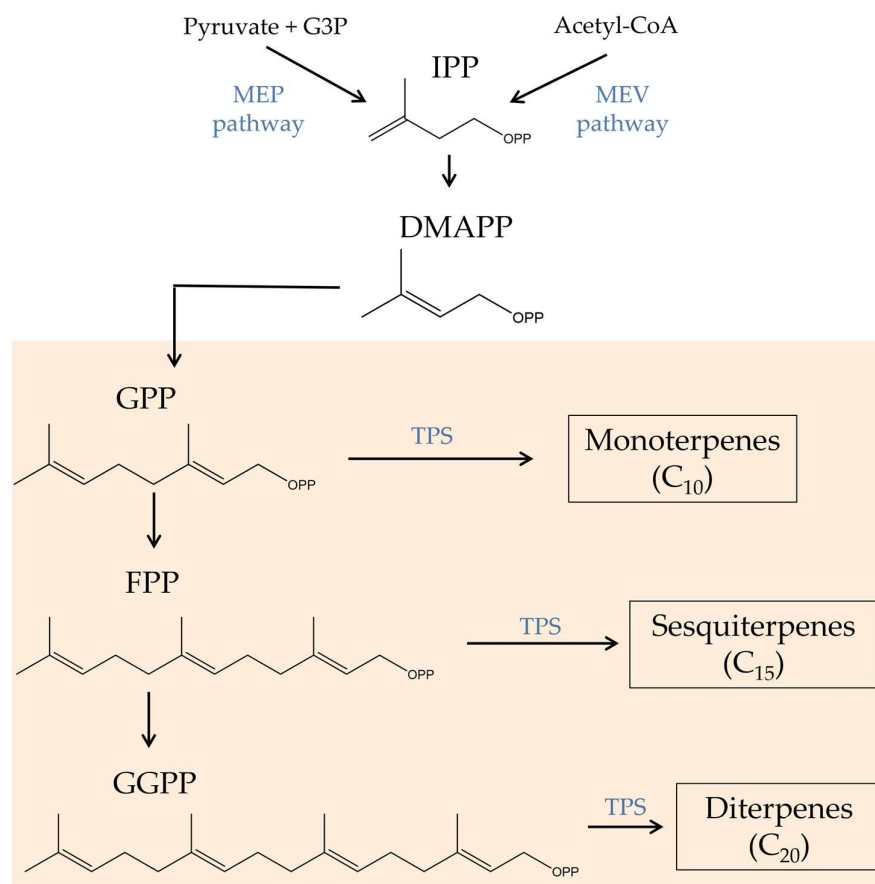 Pyruvate + G3P
Acetyl-CoA
IPP
MEP
pathway
MEV
pathway
OPP
DMAPP
OPP
GPP
TPS
Monoterpenes
(C₁₀)
OPP
FPP
TPS
Sesquiterpenes
(C₁₅)
OPP
GGPP
TPS
Diterpenes
(C₂₀)
OPP